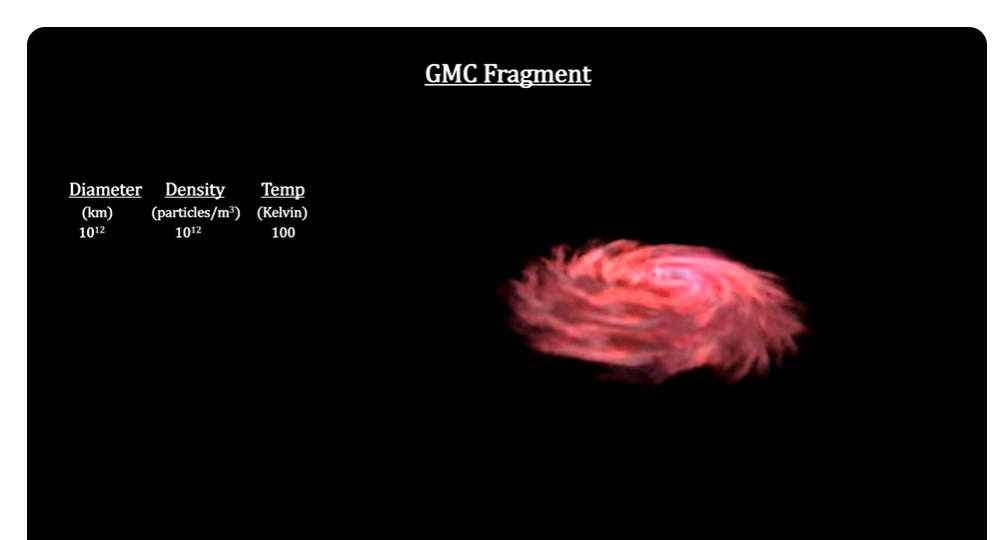 GMC Fragment
Diameter Density Temp
(km) (particles/m³) (Kelvin)
10¹² 10¹² 100